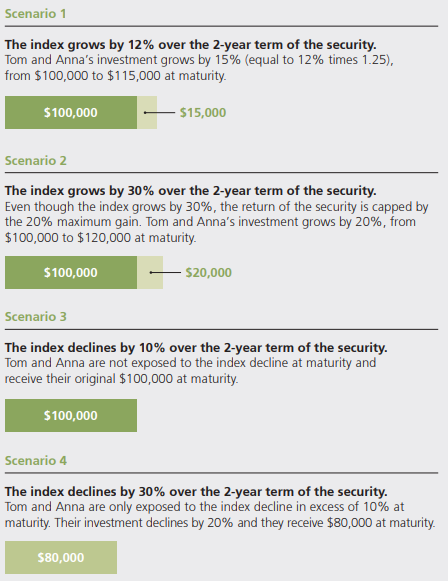 Scenario 1
The index grows by 12% over the 2-year term of the security.
Tom and Anna’s investment grows by 15% (equal to 12% times 1.25),
from $100,000 to $115,000 at maturity.
$100,000
$15,000
Scenario 2
The index grows by 30% over the 2-year term of the security.
Even though the index grows by 30%, the return of the security is capped by
the 20% maximum gain. Tom and Anna’s investment grows by 20%, from
$100,000 to $120,000 at maturity.
$100,000
$20,000
Scenario 3
The index declines by 10% over the 2-year term of the security.
Tom and Anna are not exposed to the index decline at maturity and
receive their original $100,000 at maturity.
$100,000
Scenario 4
The index declines by 30% over the 2-year term of the security.
Tom and Anna are only exposed to the index decline in excess of 10% at
maturity. Their investment declines by 20% and they receive $80,000 at maturity.
$80,000